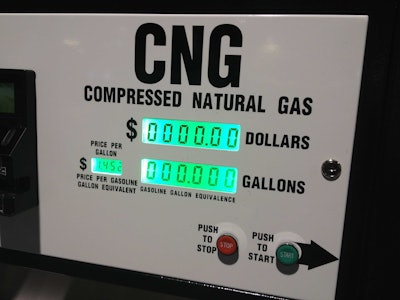 CNG
COMPRESSED NATURAL GAS
$ 0000.00 DOLLARS
PRICE PER
GALLON
$ 1.452 000.000 GALLONS
PRICE PER GASOLINE
GALLON EQUIVALENT
GASOLINE GALLON EQUIVALENCE
PUSH
TO
STOP
STOP
PUSH
TO
START
START